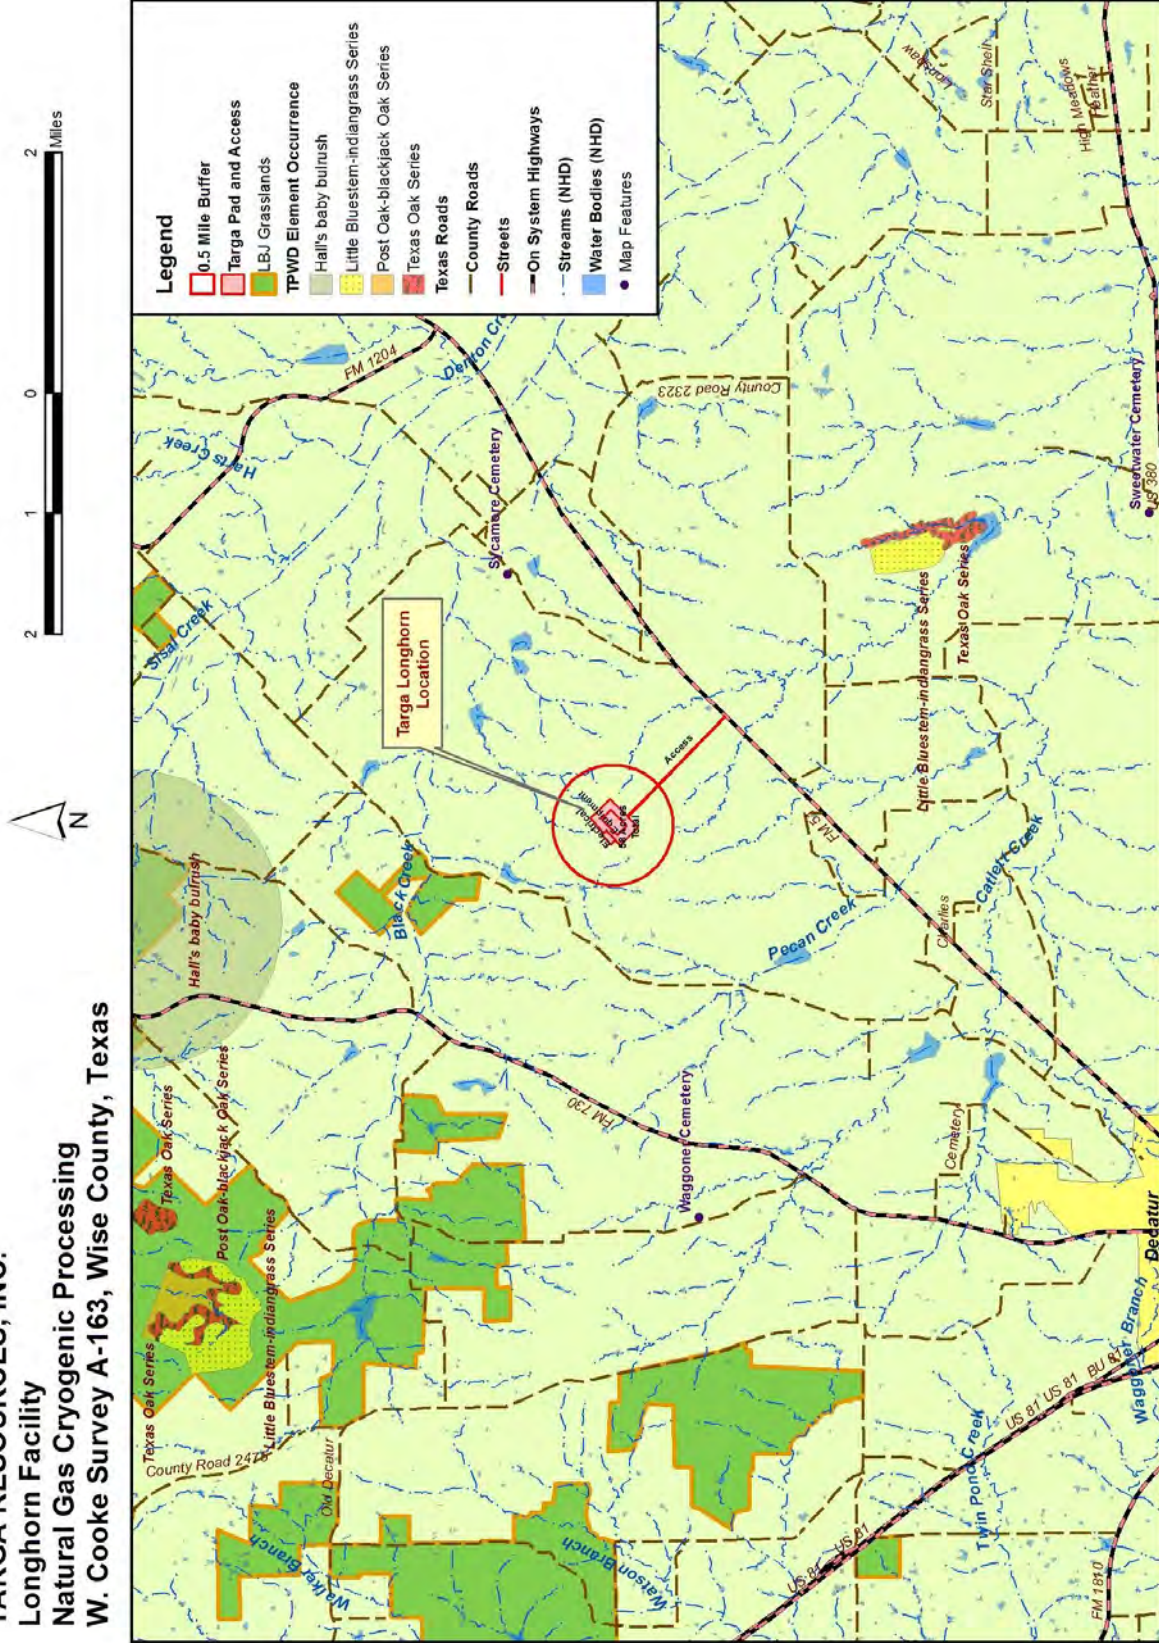 Longhorn Facility
Natural Gas Cryogenic Processing
W. Cooke Survey A-163, Wise County, Texas
N
2
1
0
2
Miles
Legend
0.5 Mile Buffer
Targa Pad and Access
LBJ Grasslands
TPWD Element Occurrence
Hall's baby bulrush
Little Bluestem-indiangrass Series
Post Oak-blackjack Oak Series
Texas Oak Series
Texas Roads
County Roads
Streets
On System Highways
Streams (NHD)
Water Bodies (NHD)
Map Features
Texas Oak Series
County Road 2475
Little Bluestem-indiangrass Series
Post Oak-blackjack Oak Series
Texas Oak Series
Hall's baby bulrush
Sisal Creek
Harts Creek
FM 1204
Old Decatur
Walker Branch
Black Creek
Targa Longhorn
Location
Sycamore Cemetery
Watson Branch
FM 730
Access
Total
County Road 2323
Waggoner Cemetery
Pecan Creek
US 81
US 81
Charlies
Catlett Creek
Little Bluestem-indiangrass Series
Texas Oak Series
Star Shell
High Meadows
Heather
Cemetery
Twin Pond Creek
US 81
US 81
Waggoner Branch
Decatur
FM 1810
Sweetwater Cemetery
US 380